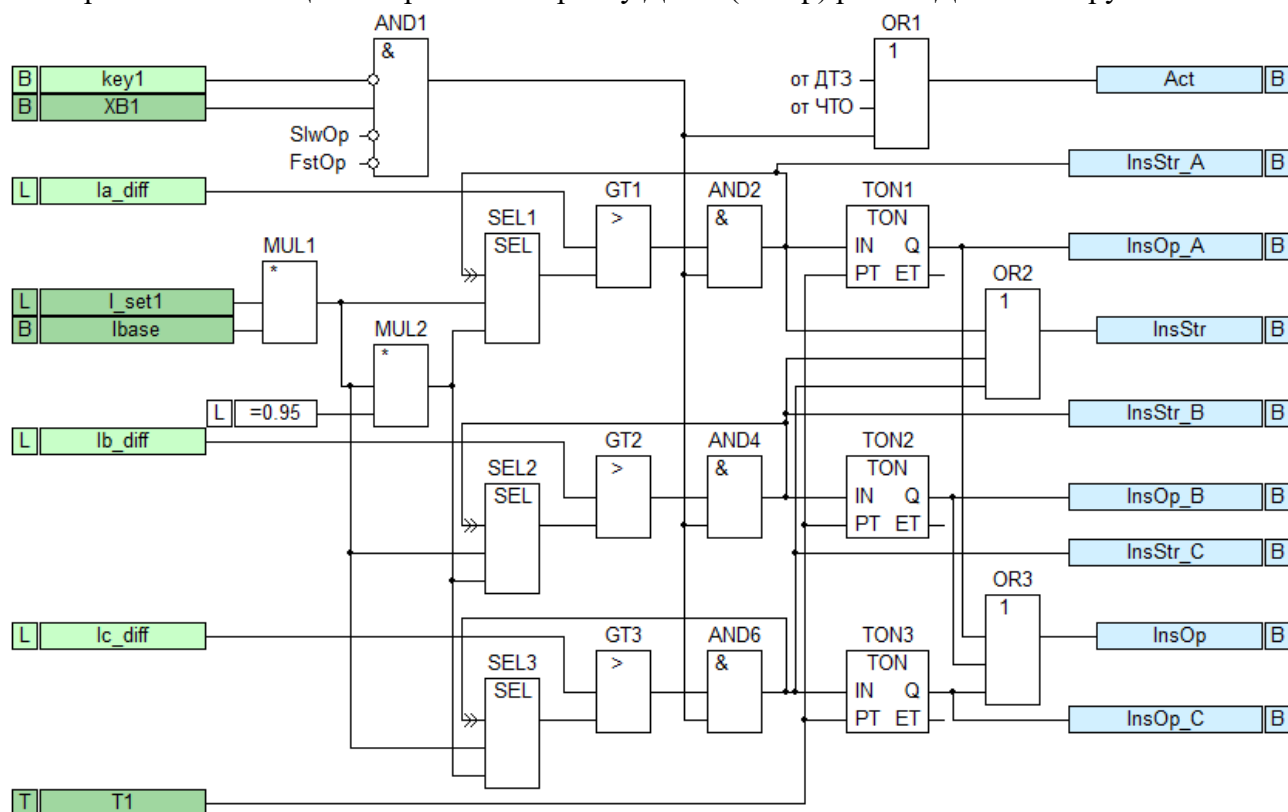 AND1
OR1
&
1
B key1
B XB1
SlwOp
FstOp
от ДТЗ
от ЧТО
Act B
InsStr_A B
L Ia_diff
GT1
AND2
TON1
SEL1
>
&
TON
SEL
IN Q
PT ET
InsOp_A B
MUL1
*
OR2
1
L I_set1
B Ibase
MUL2
*
InsStr B
L =0.95
InsStr_B B
L Ib_diff
GT2
AND4
TON2
SEL2
>
&
TON
SEL
IN Q
PT ET
InsOp_B B
InsStr_C B
OR3
1
L Ic_diff
GT3
AND6
TON3
InsOp B
SEL3
>
&
TON
SEL
IN Q
PT ET
InsOp_C B
T T1